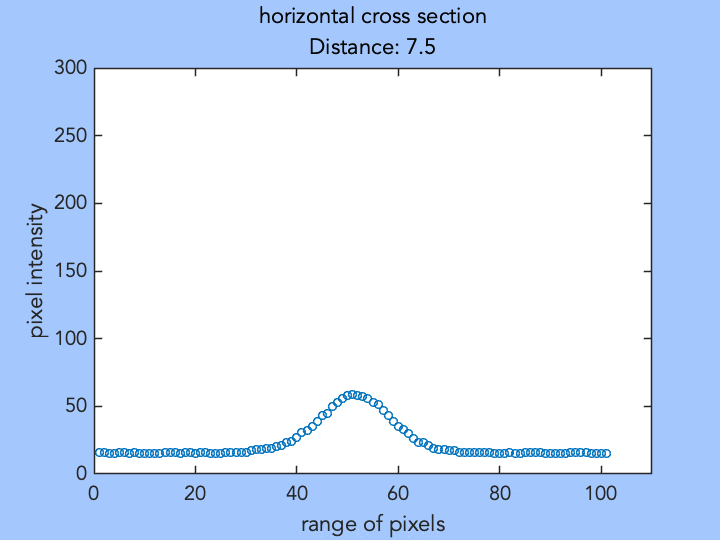 horizontal cross section
Distance: 7.5
300
250
200
150
100
50
0
pixel intensity
0 20 40 60 80 100
range of pixels